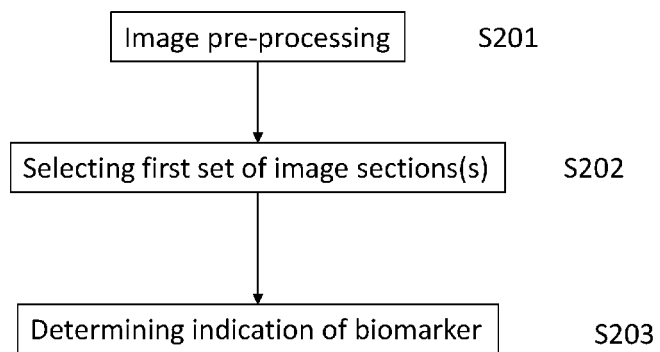 Image pre-processing S201
Selecting first set of image sections(s) S202
Determining indication of biomarker S203